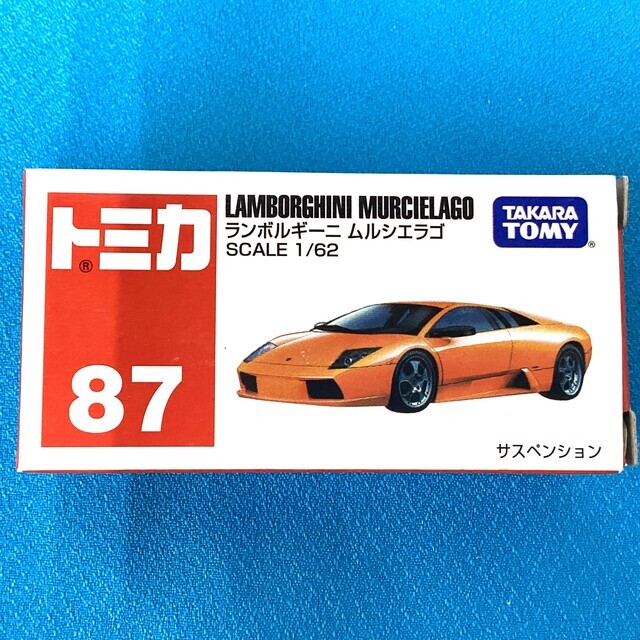 トミカ®
87
LAMBORGHINI MURCIELAGO
ランボルギーニ ムルシエラゴ
SCALE 1/62
TAKARA
TOMY®
サスペンション